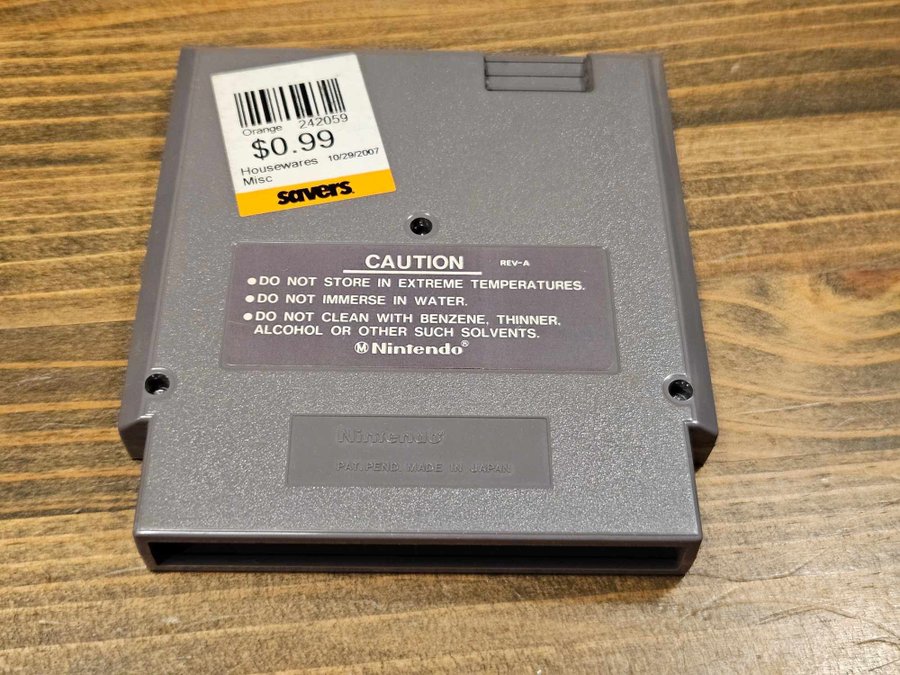 Orange 242059
$0.99
Housewares 10/29/2007
Misc
savers.
CAUTION REV-A
●DO NOT STORE IN EXTREME TEMPERATURES.
●DO NOT IMMERSE IN WATER.
●DO NOT CLEAN WITH BENZENE, THINNER,
ALCOHOL OR OTHER SUCH SOLVENTS.
Ⓜ Nintendo®
Nintendo®
PAT.PEND. MADE IN JAPAN